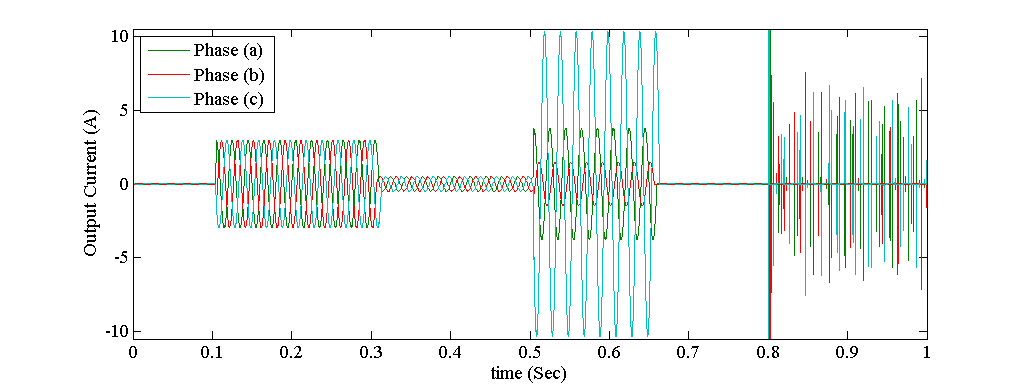 10
5
0
-5
-10
Output Current (A)
Phase (a)
Phase (b)
Phase (c)
0 0.1 0.2 0.3 0.4 0.5 0.6 0.7 0.8 0.9 1
time (Sec)